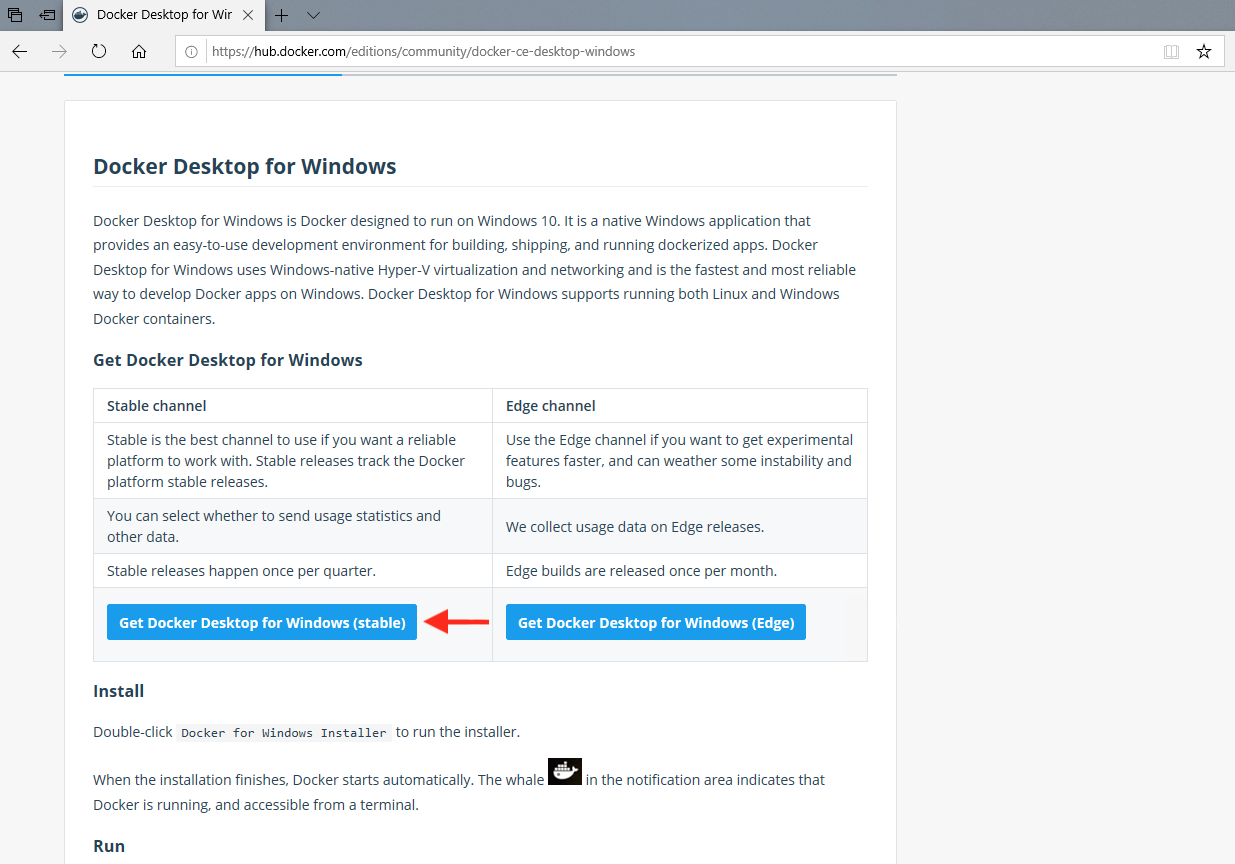 Docker Desktop for Wir
https://hub.docker.com/editions/community/docker-ce-desktop-windows
Docker Desktop for Windows
Docker Desktop for Windows is Docker designed to run on Windows 10. It is a native Windows application that
provides an easy-to-use development environment for building, shipping, and running dockerized apps. Docker
Desktop for Windows uses Windows-native Hyper-V virtualization and networking and is the fastest and most reliable
way to develop Docker apps on Windows. Docker Desktop for Windows supports running both Linux and Windows
Docker containers.
Get Docker Desktop for Windows
Stable channel
Edge channel
Stable is the best channel to use if you want a reliable
platform to work with. Stable releases track the Docker
platform stable releases.
Use the Edge channel if you want to get experimental
features faster, and can weather some instability and
bugs.
You can select whether to send usage statistics and
other data.
We collect usage data on Edge releases.
Stable releases happen once per quarter.
Edge builds are released once per month.
Get Docker Desktop for Windows (stable)
Get Docker Desktop for Windows (Edge)
Install
Double-click Docker for Windows Installer to run the installer.
When the installation finishes, Docker starts automatically. The whale in the notification area indicates that
Docker is running, and accessible from a terminal.
Run